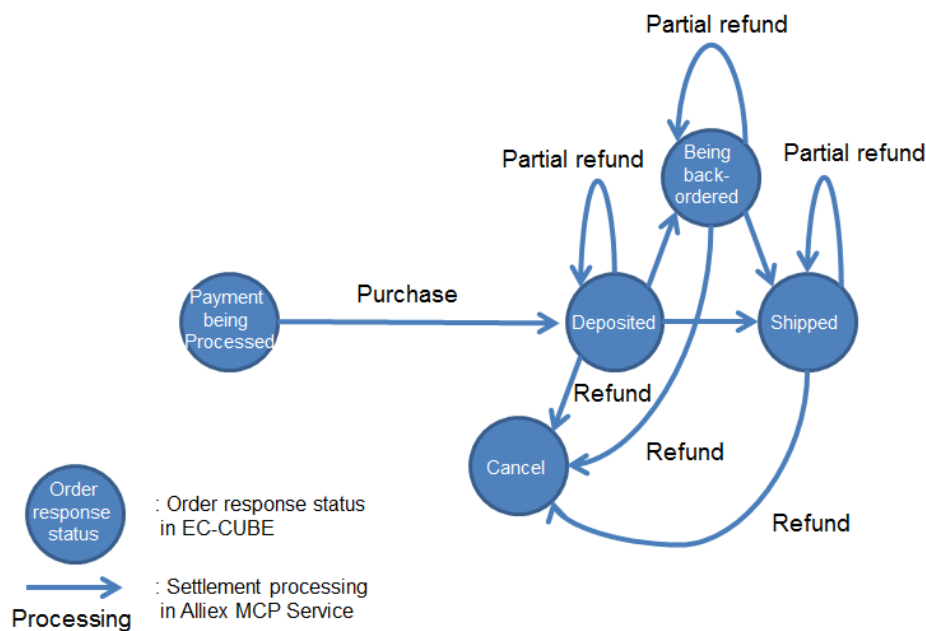 Partial refund
Partial refund
Being
back-
ordered
Partial refund
Payment
being
Processed
Purchase
Deposited
Shipped
Refund
Cancel
Refund
Refund
Order
response
status
: Order response status
in EC-CUBE
Processing
: Settlement processing
in Alliex MCP Service